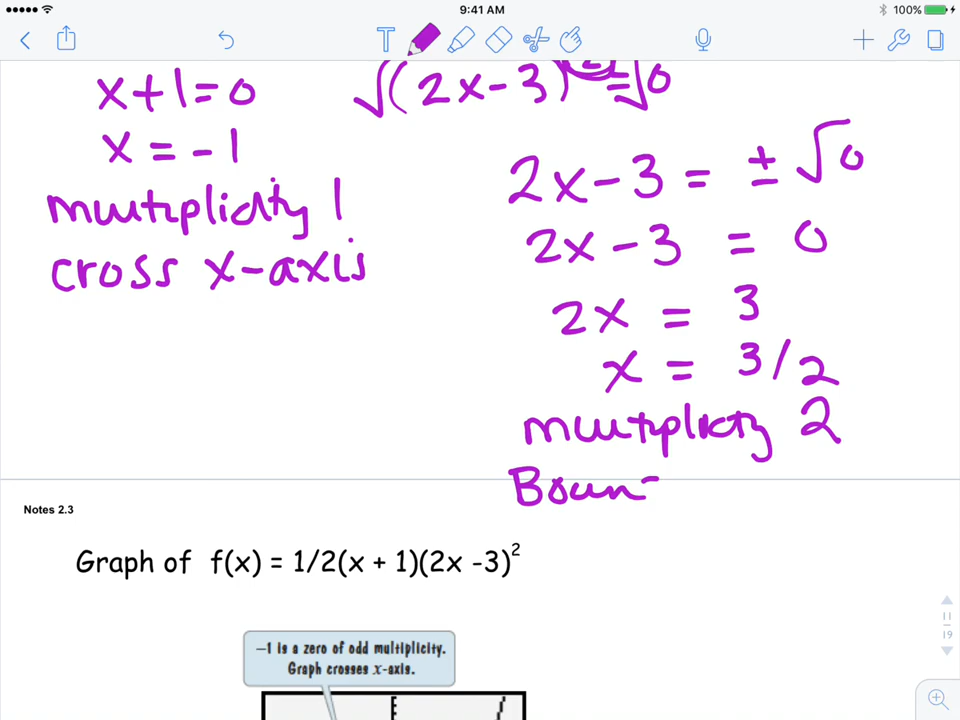 9:41 AM
100%
T
x+1=0
x = -1
multiplicity 1
cross x-axis
√(2x-3)² = √0
2x-3 = ± √0
2x-3 = 0
2x = 3
x = 3/2
multiplicity 2
Boun
Notes 2.3
Graph of f(x) = 1/2(x + 1)(2x -3)²
−1 is a zero of odd multiplicity.
Graph crosses x-axis.
11
19